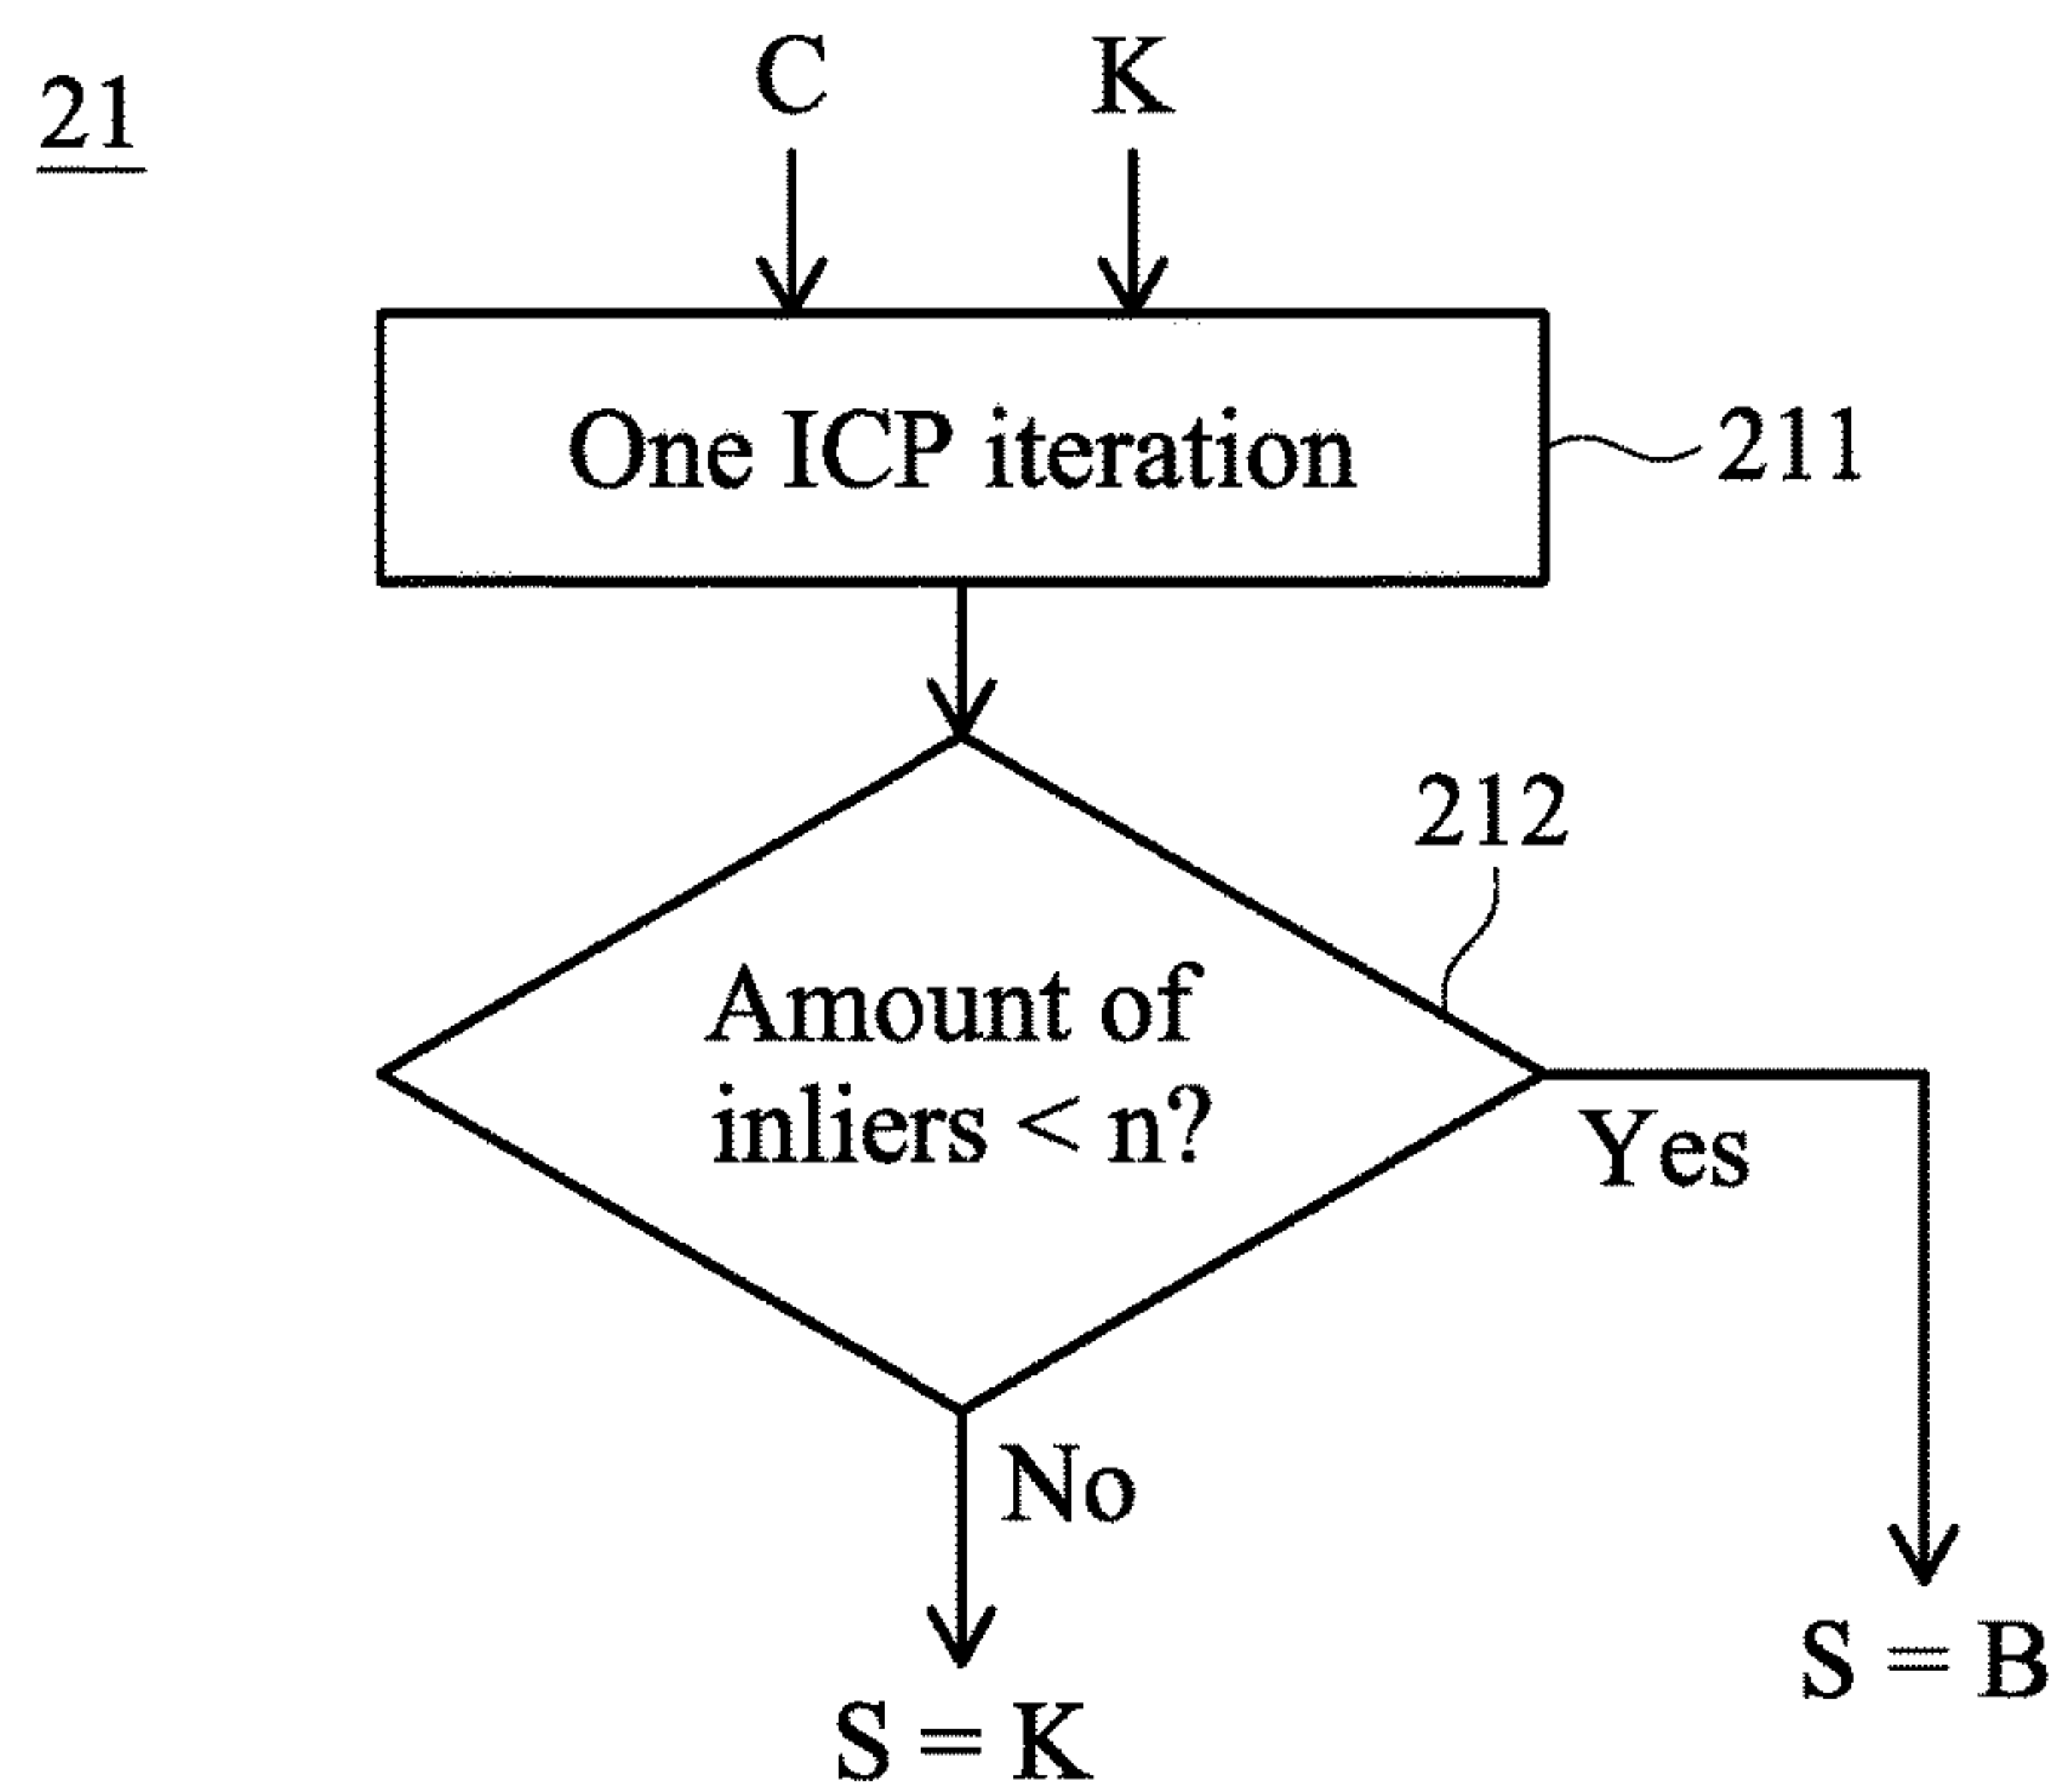 21
C
K
One ICP iteration
211
212
Amount of
inliers < n?
Yes
No
S = B
S = K